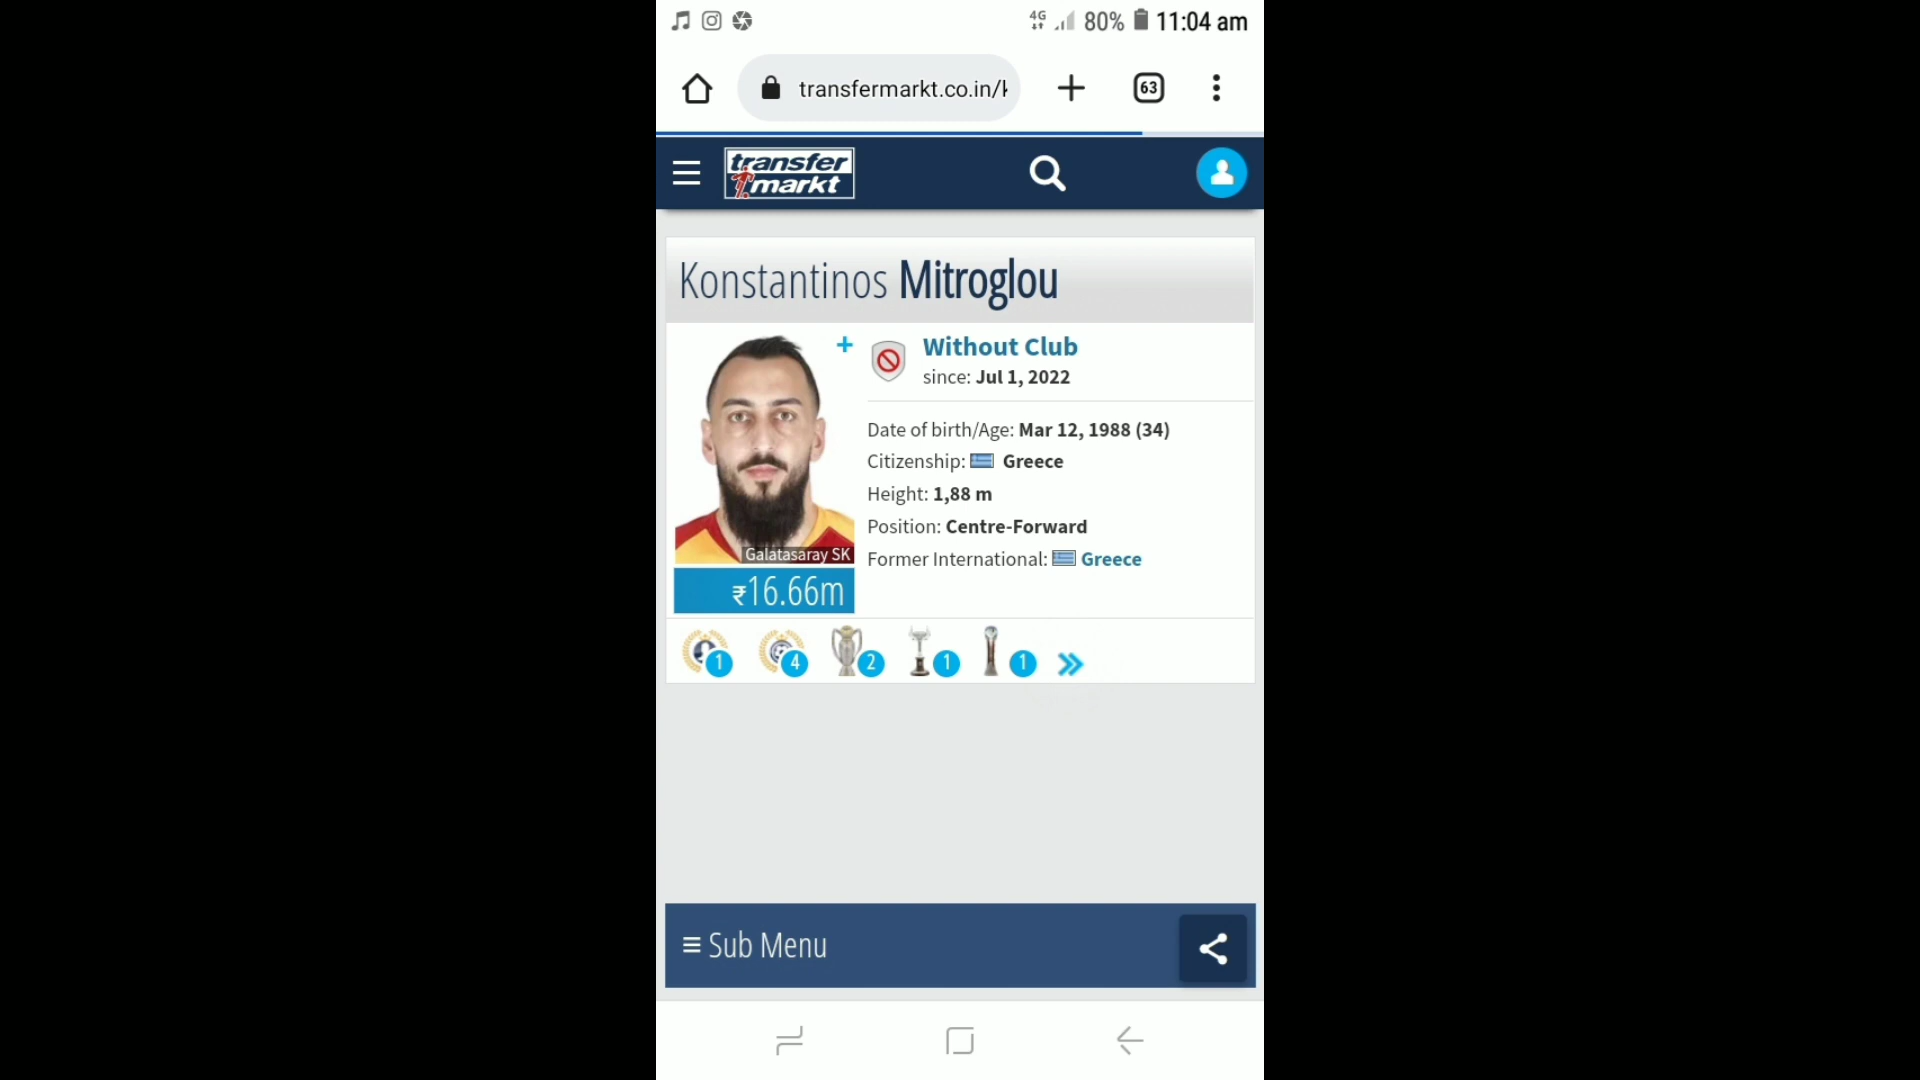 4G 80% 11:04 am
transfermarkt.co.in/k
63
transfer
markt
Konstantinos Mitroglou
Without Club
since: Jul 1, 2022
Date of birth/Age: Mar 12, 1988 (34)
Citizenship: Greece
Height: 1,88 m
Position: Centre-Forward
Former International: Greece
Galatasaray SK
₹16.66m
1 4 2 1 1
Sub Menu